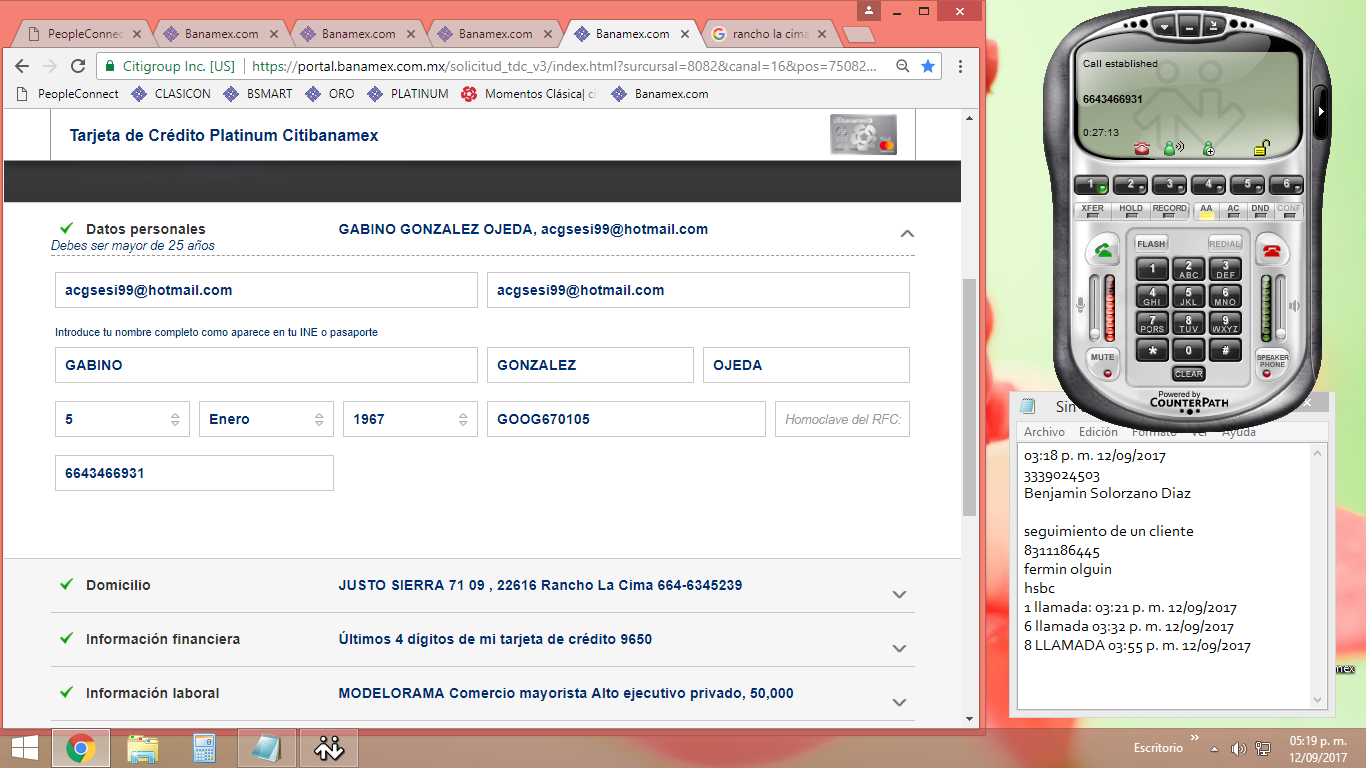 PeopleConnec
Banamex.com
Banamex.com
Banamex.com
Banamex.com
rancho la cima
Citigroup Inc. [US]
https://portal.banamex.com.mx/solicitud_tdc_v3/index.html?surcursal=8082&canal=16&pos=75082...
PeopleConnect
CLASICON
BSMART
ORO
PLATINUM
Momentos Clásica| ci
Banamex.com
Tarjeta de Crédito Platinum Citibanamex
Datos personales
GABINO GONZALEZ OJEDA, acgsesi99@hotmail.com
Debes ser mayor de 25 años
acgsesi99@hotmail.com
acgsesi99@hotmail.com
Introduce tu nombre completo como aparece en tu INE o pasaporte
GABINO
GONZALEZ
OJEDA
5
Enero
1967
GOOG670105
Homoclave del RFC:
6643466931
Domicilio
JUSTO SIERRA 71 09 , 22616 Rancho La Cima 664-6345239
Información financiera
Últimos 4 dígitos de mi tarjeta de crédito 9650
Información laboral
MODELORAMA Comercio mayorista Alto ejecutivo privado, 50,000
Call established
6643466931
0:27:13
1 2 3 4 5 6
XFER HOLD RECORD AA AC DND CONF
FLASH REDIAL
1 2 ABC 3 DEF
4 GHI 5 JKL 6 MNO
7 PQRS 8 TUV 9 WXYZ
* 0 #
MUTE
CLEAR
SPEAKER PHONE
Powered by
COUNTERPATH
Sin
Archivo Edición Formato Ver Ayuda
03:18 p. m. 12/09/2017
3339024503
Benjamin Solorzano Diaz
seguimiento de un cliente
8311186445
fermin olguin
hsbc
1 llamada: 03:21 p. m. 12/09/2017
6 llamada 03:32 p. m. 12/09/2017
8 LLAMADA 03:55 p. m. 12/09/2017
nex
Escritorio
05:19 p. m.
12/09/2017